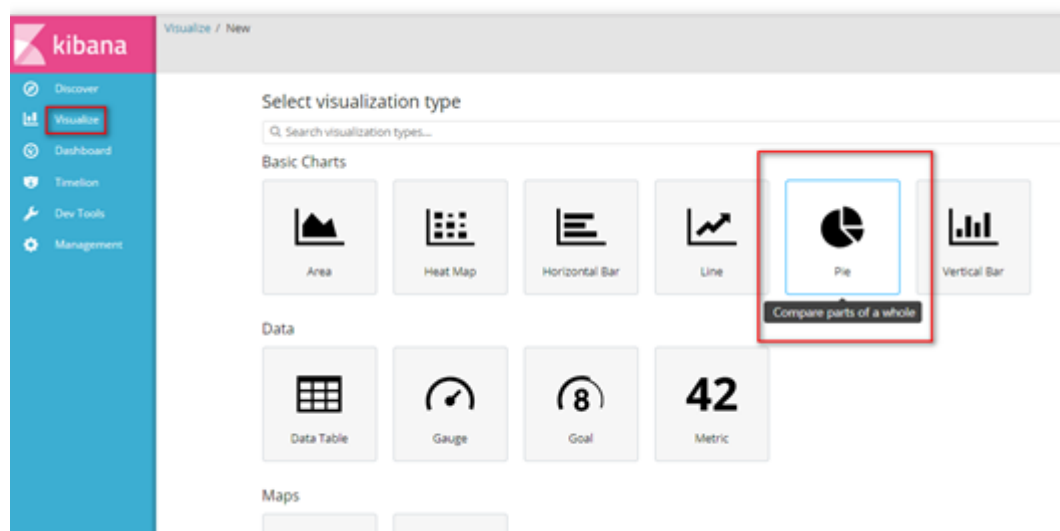 kibana
Visualize / New
Discover
Visualize
Dashboard
Timelion
Dev Tools
Management
Select visualization type
Search visualization types...
Basic Charts
Area
Heat Map
Horizontal Bar
Line
Pie
Vertical Bar
Compare parts of a whole
Data
8
42
Data Table
Gauge
Goal
Metric
Maps